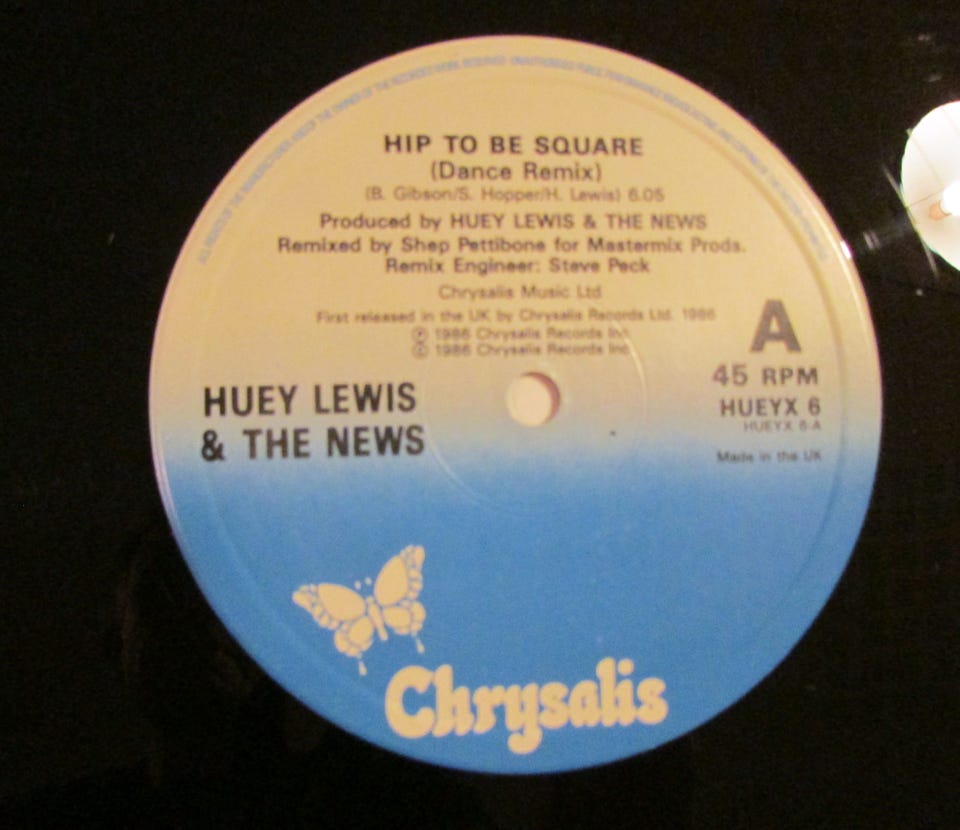 HIP TO BE SQUARE
(Dance Remix)
(B. Gibson/S. Hopper/H. Lewis) 6.05
Produced by HUEY LEWIS & THE NEWS
Remixed by Shep Pettibone for Mastermix Prods.
Remix Engineer: Steve Peck
Chrysalis Music Ltd
First released in the UK by Chrysalis Records Ltd. 1986
Ⓟ 1986 Chrysalis Records Inc.
© 1986 Chrysalis Records Inc.
A
45 RPM
HUEYX 6
HUEYX 6-A
Made in the UK
HUEY LEWIS
& THE NEWS
Chrysalis